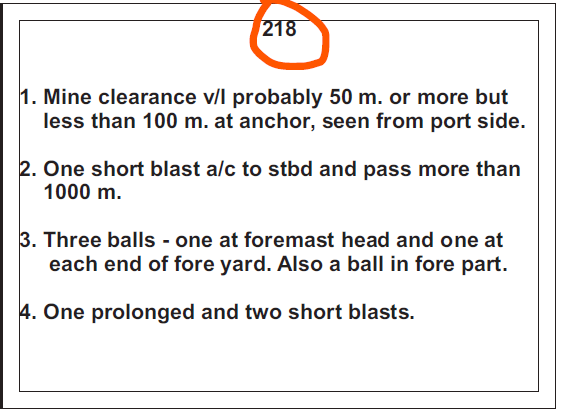 218
1. Mine clearance v/l probably 50 m. or more but
less than 100 m. at anchor, seen from port side.
2. One short blast a/c to stbd and pass more than
1000 m.
3. Three balls - one at foremast head and one at
each end of fore yard. Also a ball in fore part.
4. One prolonged and two short blasts.